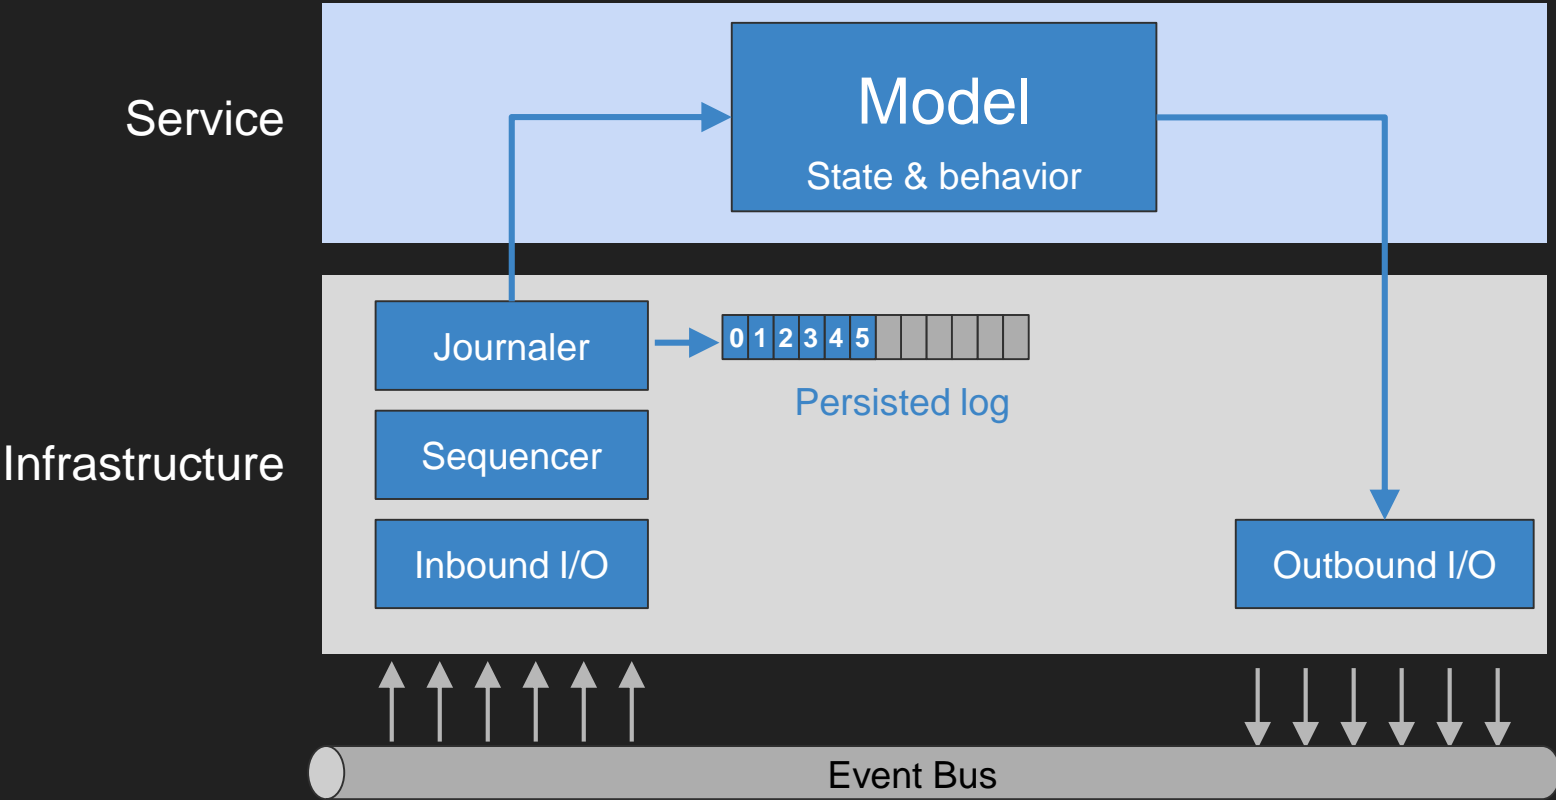 Service
Model
State & behavior
Journaler
0 1 2 3 4 5
Persisted log
Infrastructure
Sequencer
Inbound I/O
Outbound I/O
Event Bus